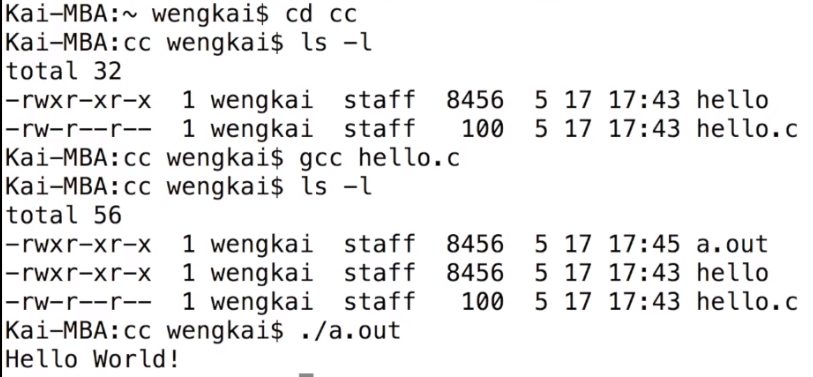 Kai-MBA:~ wengkai$ cd cc
Kai-MBA:cc wengkai$ ls -l
total 32
-rwxr-xr-x  1 wengkai  staff  8456  5 17 17:43 hello
-rw-r--r--  1 wengkai  staff   100  5 17 17:43 hello.c
Kai-MBA:cc wengkai$ gcc hello.c
Kai-MBA:cc wengkai$ ls -l
total 56
-rwxr-xr-x  1 wengkai  staff  8456  5 17 17:45 a.out
-rwxr-xr-x  1 wengkai  staff  8456  5 17 17:43 hello
-rw-r--r--  1 wengkai  staff   100  5 17 17:43 hello.c
Kai-MBA:cc wengkai$ ./a.out
Hello World!